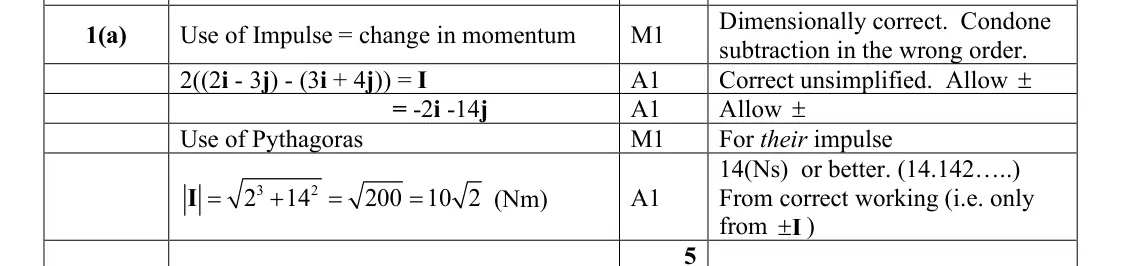 1(a) Use of Impulse = change in momentum M1 Dimensionally correct. Condone
subtraction in the wrong order.
2((2i - 3j) - (3i + 4j)) = I A1 Correct unsimplified. Allow ±
= -2i -14j A1 Allow ±
Use of Pythagoras M1 For their impulse
|I| = √(2³ +14²) = √200 = 10√2 (Nm) A1 14(Ns) or better. (14.142…..)
From correct working (i.e. only
from ±I )
5